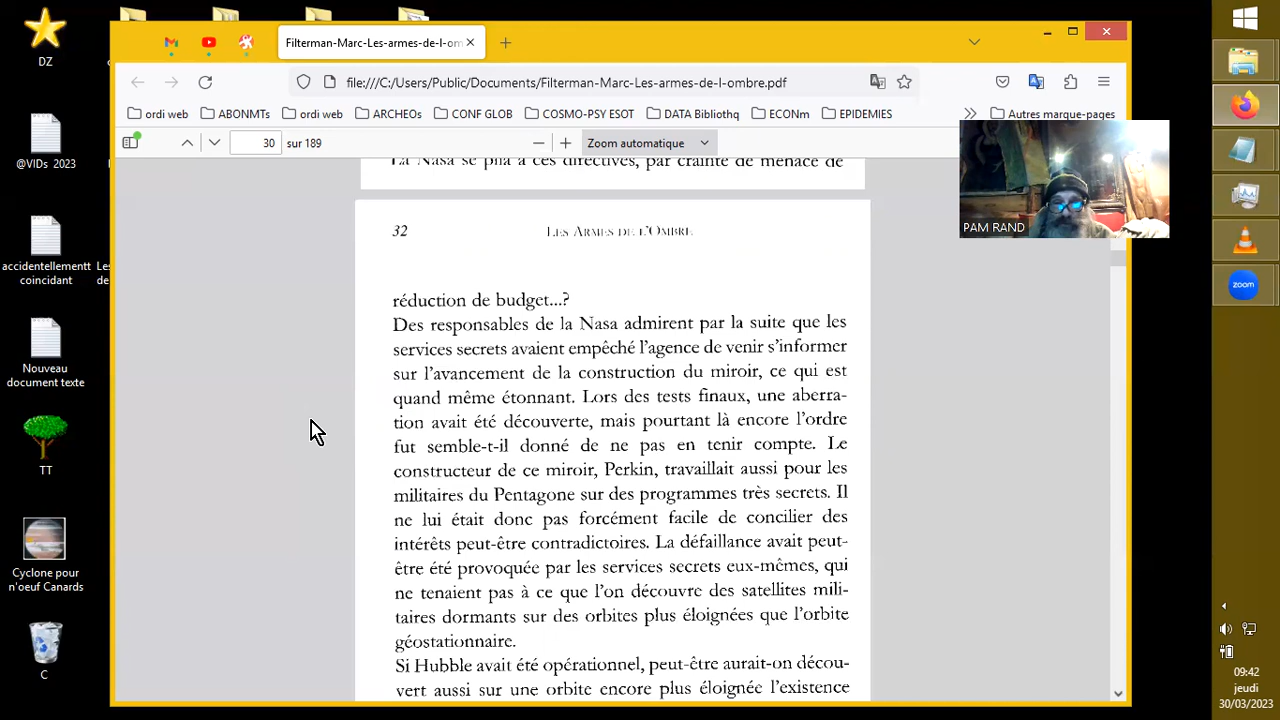 DZ
@VIDs 2023
accidentellementt
coincidant
Nouveau
document texte
TT
Cyclone pour
n'oeuf Canards
C
Les
de
Filterman-Marc-Les-armes-de-l-om
file:///C:/Users/Public/Documents/Filterman-Marc-Les-armes-de-l-ombre.pdf
ordi web
ABONMTs
ordi web
ARCHEOs
CONF GLOB
COSMO-PSY ESOT
DATA Bibliothq
ECONm
EPIDEMIES
Autres marque-pages
30 sur 189
Zoom automatique
La Nasa se plia à ces directives, par crainte de menace de
32 LES ARMES DE L'OMBRE
réduction de budget...?
Des responsables de la Nasa admirent par la suite que les
services secrets avaient empêché l'agence de venir s'informer
sur l'avancement de la construction du miroir, ce qui est
quand même étonnant. Lors des tests finaux, une aberra-
tion avait été découverte, mais pourtant là encore l'ordre
fut semble-t-il donné de ne pas en tenir compte. Le
constructeur de ce miroir, Perkin, travaillait aussi pour les
militaires du Pentagone sur des programmes très secrets. Il
ne lui était donc pas forcément facile de concilier des
intérêts peut-être contradictoires. La défaillance avait peut-
être été provoquée par les services secrets eux-mêmes, qui
ne tenaient pas à ce que l'on découvre des satellites mili-
taires dormants sur des orbites plus éloignées que l'orbite
géostationnaire.
Si Hubble avait été opérationnel, peut-être aurait-on décou-
vert aussi sur une orbite encore plus éloignée l'existence
PAM RAND
zoom
09:42
jeudi
30/03/2023